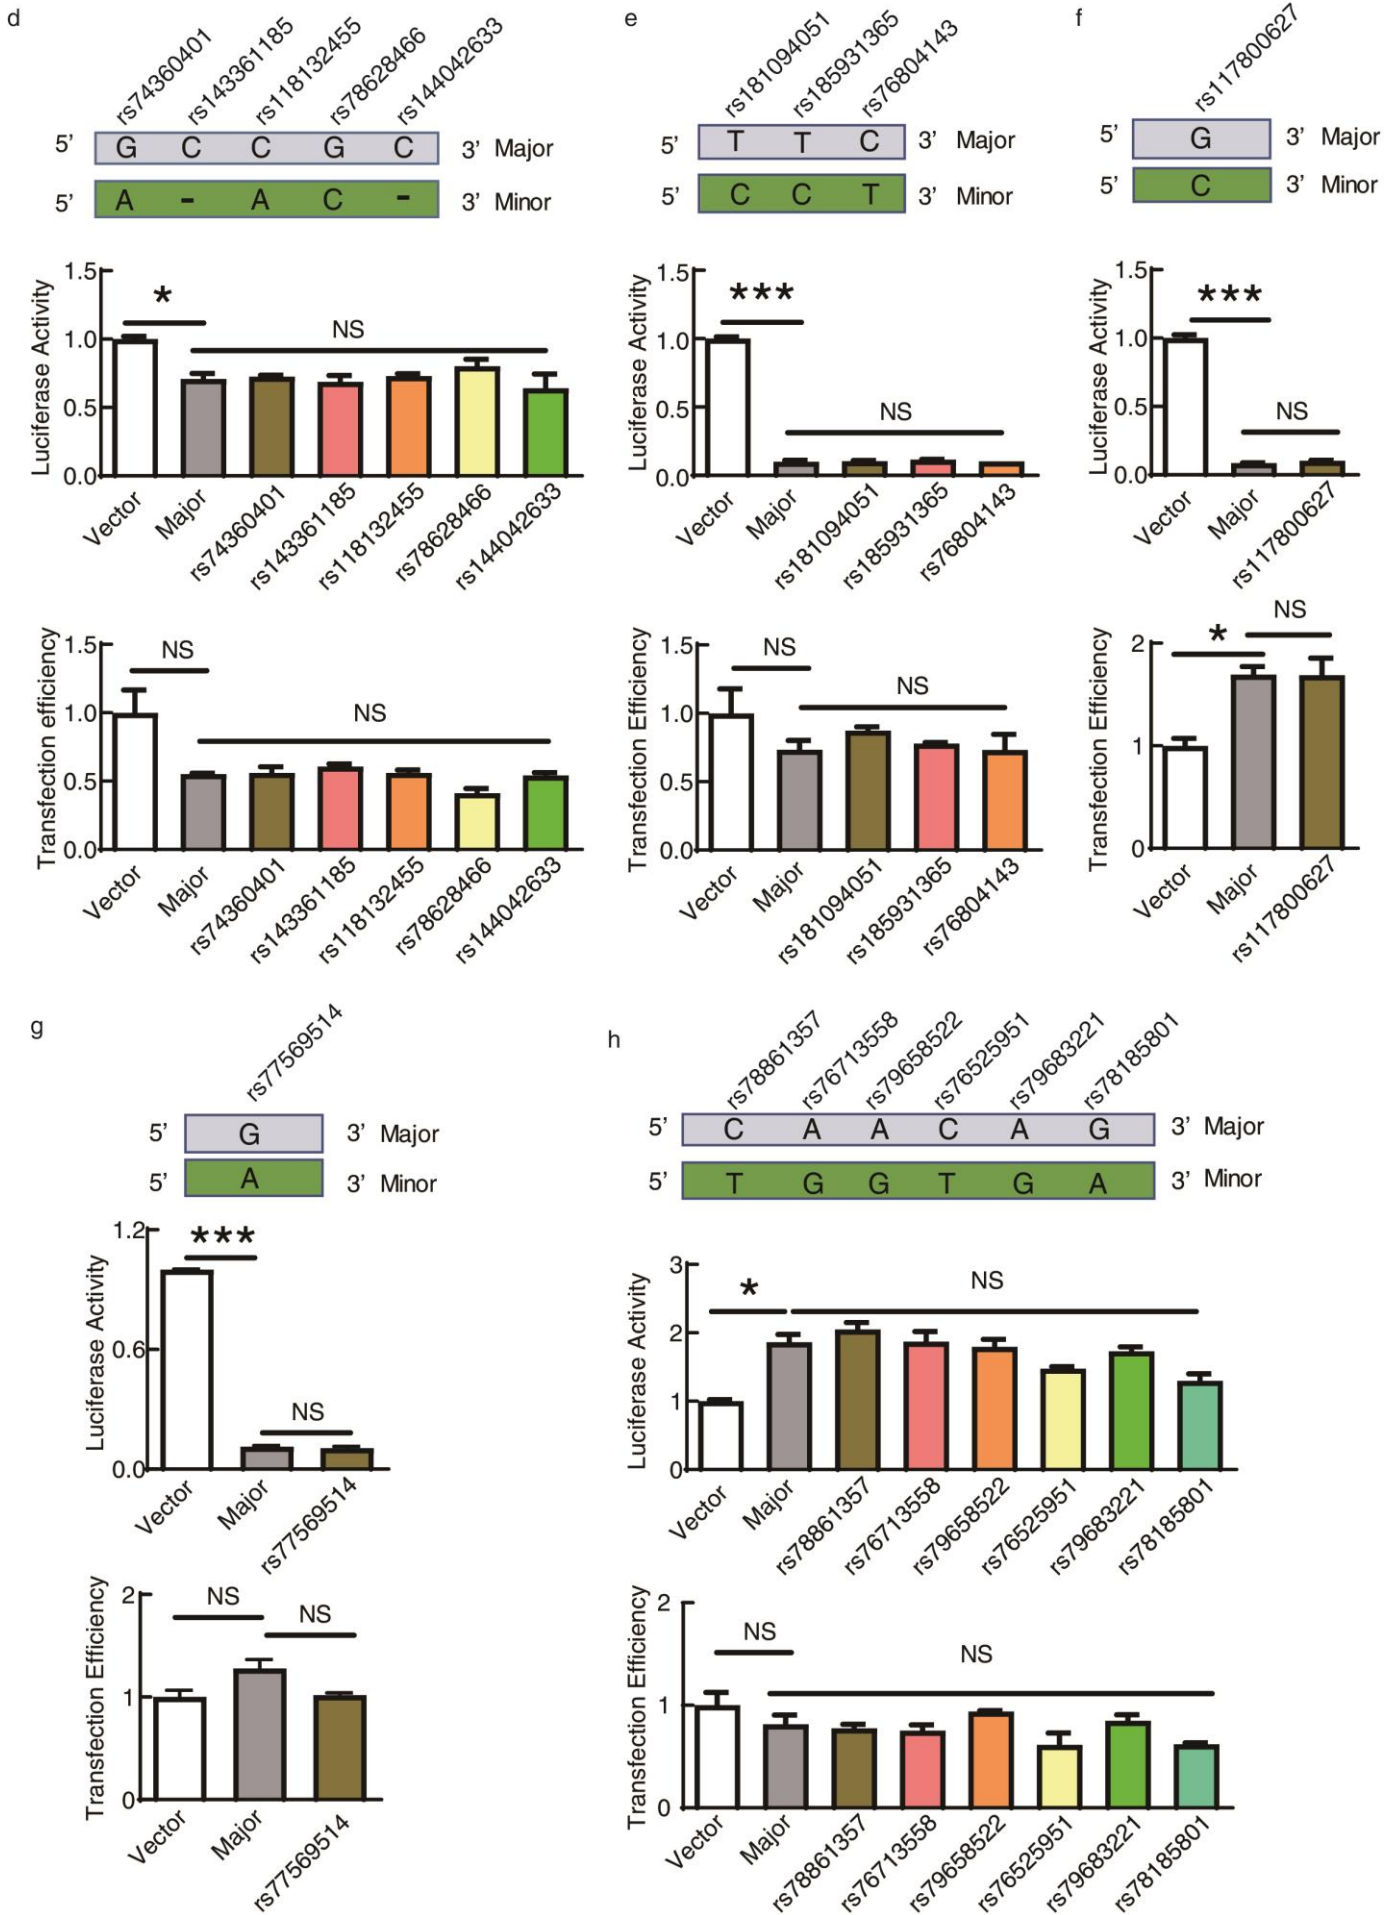 d
rs74360401 rs143361185 rs118132455 rs78628466 rs144042633
5' G C C G C 3' Major
5' A - A C - 3' Minor
Luciferase Activity
1.5
1.0
0.5
0.0
*
NS
Vector Major rs74360401 rs143361185 rs118132455 rs78628466 rs144042633
Transfection efficiency
1.5
1.0
0.5
0.0
NS
NS
Vector Major rs74360401 rs143361185 rs118132455 rs78628466 rs144042633
e
rs181094051 rs185931365 rs76804143
5' T T C 3' Major
5' C C T 3' Minor
Luciferase Activity
1.5
1.0
0.5
0.0
***
NS
Vector Major rs181094051 rs185931365 rs76804143
Transfection Efficiency
1.5
1.0
0.5
0.0
NS
NS
Vector Major rs181094051 rs185931365 rs76804143
f
rs117800627
5' G 3' Major
5' C 3' Minor
Luciferase Activity
1.5
1.0
0.5
0.0
***
NS
Vector Major rs117800627
Transfection Efficiency
2
1
0
*
NS
Vector Major rs117800627
g
rs77569514
5' G 3' Major
5' A 3' Minor
Luciferase Activity
1.2
0.6
0.0
***
NS
Vector Major rs77569514
Transfection Efficiency
2
1
0
NS
NS
Vector Major rs77569514
h
rs78861357 rs76713558 rs79658522 rs76525951 rs79683221 rs78185801
5' C A A C A G 3' Major
5' T G G T G A 3' Minor
Luciferase Activity
3
2
1
0
*
NS
Vector Major rs78861357 rs76713558 rs79658522 rs76525951 rs79683221 rs78185801
Transfection Efficiency
2
1
0
NS
NS
Vector Major rs78861357 rs76713558 rs79658522 rs76525951 rs79683221 rs78185801